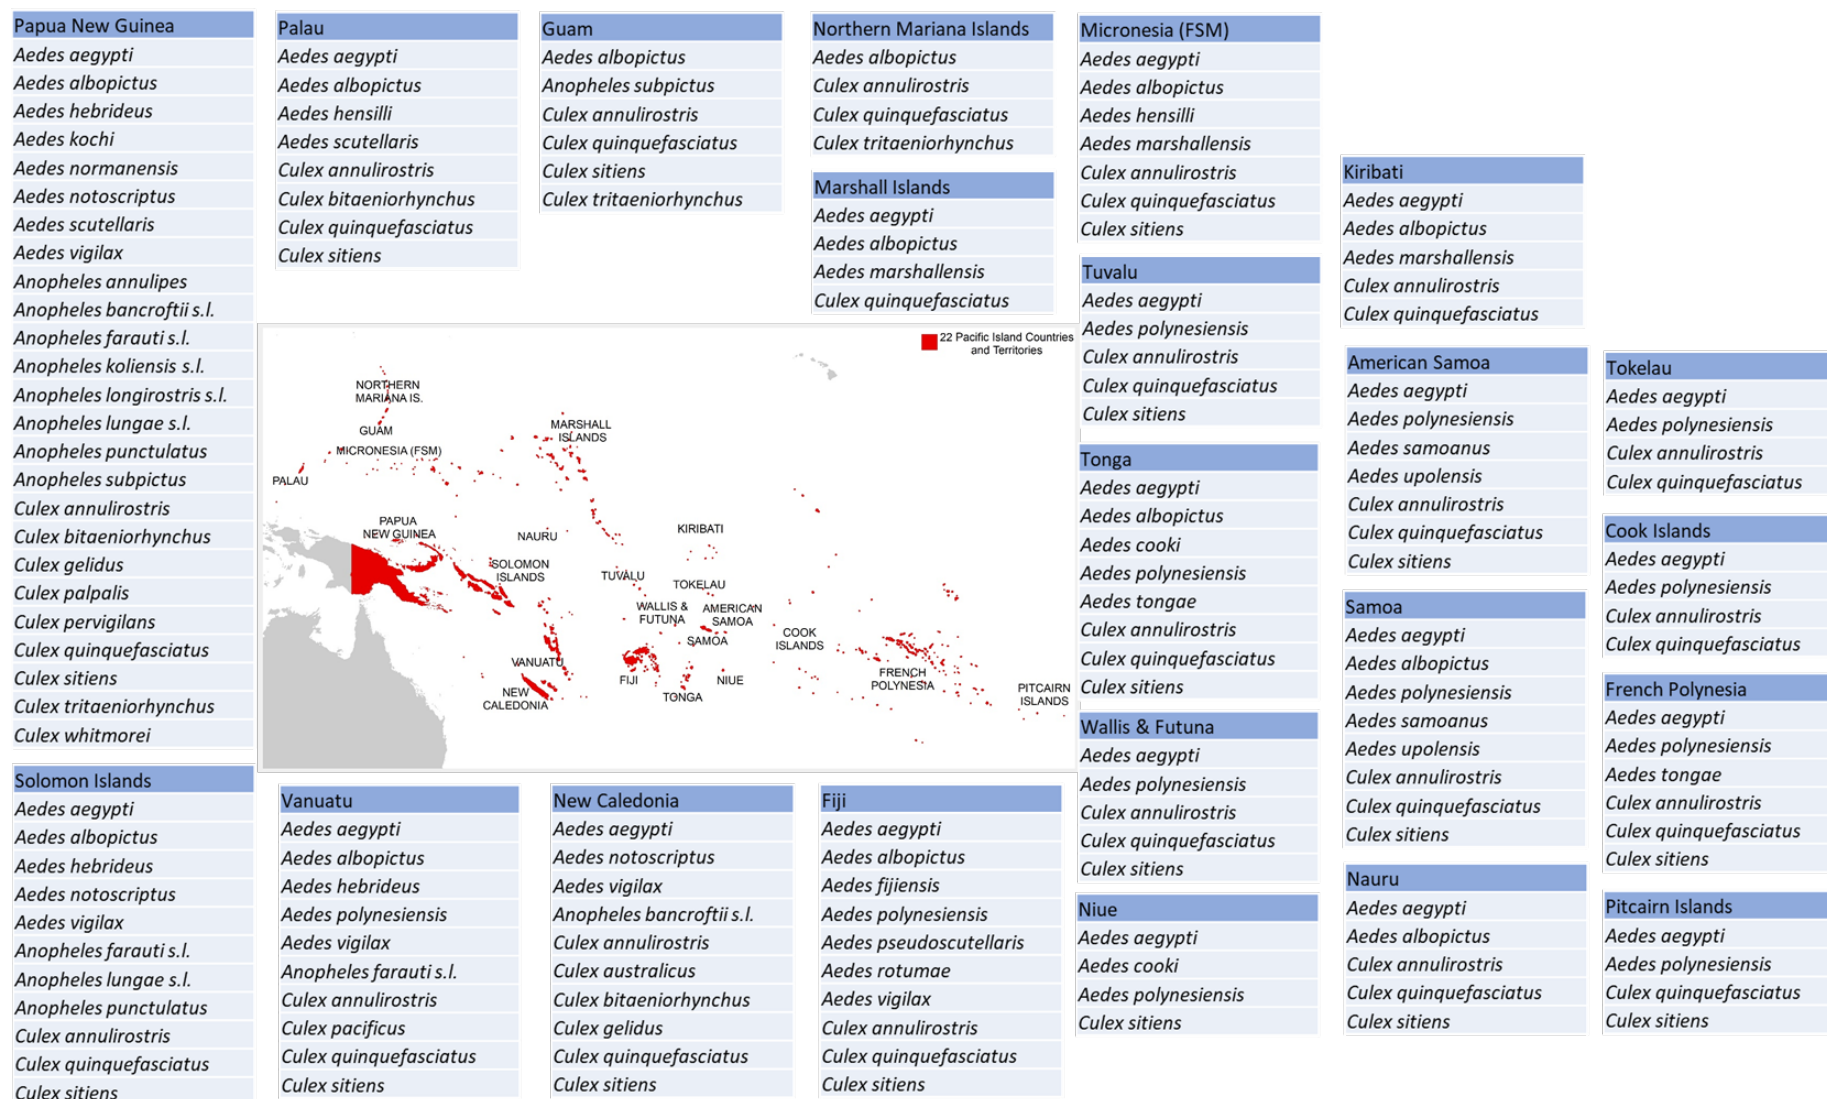 Papua New Guinea
Aedes aegypti
Aedes albopictus
Aedes hebrideus
Aedes kochi
Aedes normanensis
Aedes notoscriptus
Aedes scutellaris
Aedes vigilax
Anopheles annulipes
Anopheles bancroftii s.l.
Anopheles farauti s.l.
Anopheles koliensis s.l.
Anopheles longirostris s.l.
Anopheles lungae s.l.
Anopheles punctulatus
Anopheles subpictus
Culex annulirostris
Culex bitaeniorhynchus
Culex gelidus
Culex palpalis
Culex pervigilans
Culex quinquefasciatus
Culex sitiens
Culex tritaeniorhynchus
Culex whitmorei
Solomon Islands
Aedes aegypti
Aedes albopictus
Aedes hebrideus
Aedes notoscriptus
Aedes vigilax
Anopheles farauti s.l.
Anopheles lungae s.l.
Anopheles punctulatus
Culex annulirostris
Culex quinquefasciatus
Culex sitiens
Palau
Aedes aegypti
Aedes albopictus
Aedes hensilli
Aedes scutellaris
Culex annulirostris
Culex bitaeniorhynchus
Culex quinquefasciatus
Culex sitiens
Guam
Aedes albopictus
Anopheles subpictus
Culex annulirostris
Culex quinquefasciatus
Culex sitiens
Culex tritaeniorhynchus
Northern Mariana Islands
Aedes albopictus
Culex annulirostris
Culex quinquefasciatus
Culex tritaeniorhynchus
Marshall Islands
Aedes aegypti
Aedes albopictus
Aedes marshallensis
Culex quinquefasciatus
22 Pacific Island Countries
and Territories
NORTHERN
MARIANA IS.
GUAM
MICRONESIA (FSM)
MARSHALL
ISLANDS
PALAU
PAPUA
NEW GUINEA
NAURU
KIRIBATI
SOLOMON
ISLANDS
TUVALU
TOKELAU
WALLIS &
FUTUNA
AMERICAN
SAMOA
SAMOA
COOK
ISLANDS
VANUATU
FIJI
NIUE
TONGA
NEW
CALEDONIA
FRENCH
POLYNESIA
PITCAIRN
ISLANDS
Vanuatu
Aedes aegypti
Aedes albopictus
Aedes hebrideus
Aedes polynesiensis
Aedes vigilax
Anopheles farauti s.l.
Culex annulirostris
Culex pacificus
Culex quinquefasciatus
Culex sitiens
New Caledonia
Aedes aegypti
Aedes notoscriptus
Aedes vigilax
Anopheles bancroftii s.l.
Culex annulirostris
Culex australicus
Culex bitaeniorhynchus
Culex gelidus
Culex quinquefasciatus
Culex sitiens
Fiji
Aedes aegypti
Aedes albopictus
Aedes fijiensis
Aedes polynesiensis
Aedes pseudoscutellaris
Aedes rotumae
Aedes vigilax
Culex annulirostris
Culex quinquefasciatus
Culex sitiens
Micronesia (FSM)
Aedes aegypti
Aedes albopictus
Aedes hensilli
Aedes marshallensis
Culex annulirostris
Culex quinquefasciatus
Culex sitiens
Tuvalu
Aedes aegypti
Aedes polynesiensis
Culex annulirostris
Culex quinquefasciatus
Culex sitiens
Tonga
Aedes aegypti
Aedes albopictus
Aedes cooki
Aedes polynesiensis
Aedes tongae
Culex annulirostris
Culex quinquefasciatus
Culex sitiens
Wallis & Futuna
Aedes aegypti
Aedes polynesiensis
Culex annulirostris
Culex quinquefasciatus
Culex sitiens
Niue
Aedes aegypti
Aedes cooki
Aedes polynesiensis
Culex sitiens
Kiribati
Aedes aegypti
Aedes albopictus
Aedes marshallensis
Culex annulirostris
Culex quinquefasciatus
American Samoa
Aedes aegypti
Aedes polynesiensis
Aedes samoanus
Aedes upolensis
Culex annulirostris
Culex quinquefasciatus
Culex sitiens
Samoa
Aedes aegypti
Aedes albopictus
Aedes polynesiensis
Aedes samoanus
Aedes upolensis
Culex annulirostris
Culex quinquefasciatus
Culex sitiens
Nauru
Aedes aegypti
Aedes albopictus
Culex annulirostris
Culex quinquefasciatus
Culex sitiens
Tokelau
Aedes aegypti
Aedes polynesiensis
Culex annulirostris
Culex quinquefasciatus
Cook Islands
Aedes aegypti
Aedes polynesiensis
Culex annulirostris
Culex quinquefasciatus
French Polynesia
Aedes aegypti
Aedes polynesiensis
Aedes tongae
Culex annulirostris
Culex quinquefasciatus
Culex sitiens
Pitcairn Islands
Aedes aegypti
Aedes polynesiensis
Culex quinquefasciatus
Culex sitiens